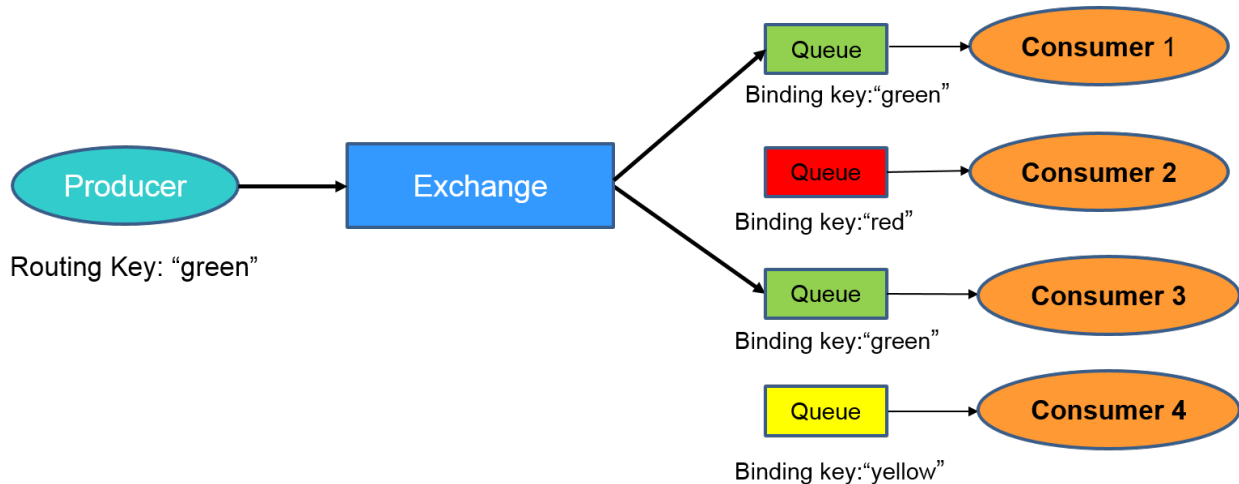 Producer
Routing Key: “green”
Exchange
Queue
Binding key:“green”
Consumer 1
Queue
Binding key:“red”
Consumer 2
Queue
Binding key:“green”
Consumer 3
Queue
Binding key:“yellow”
Consumer 4